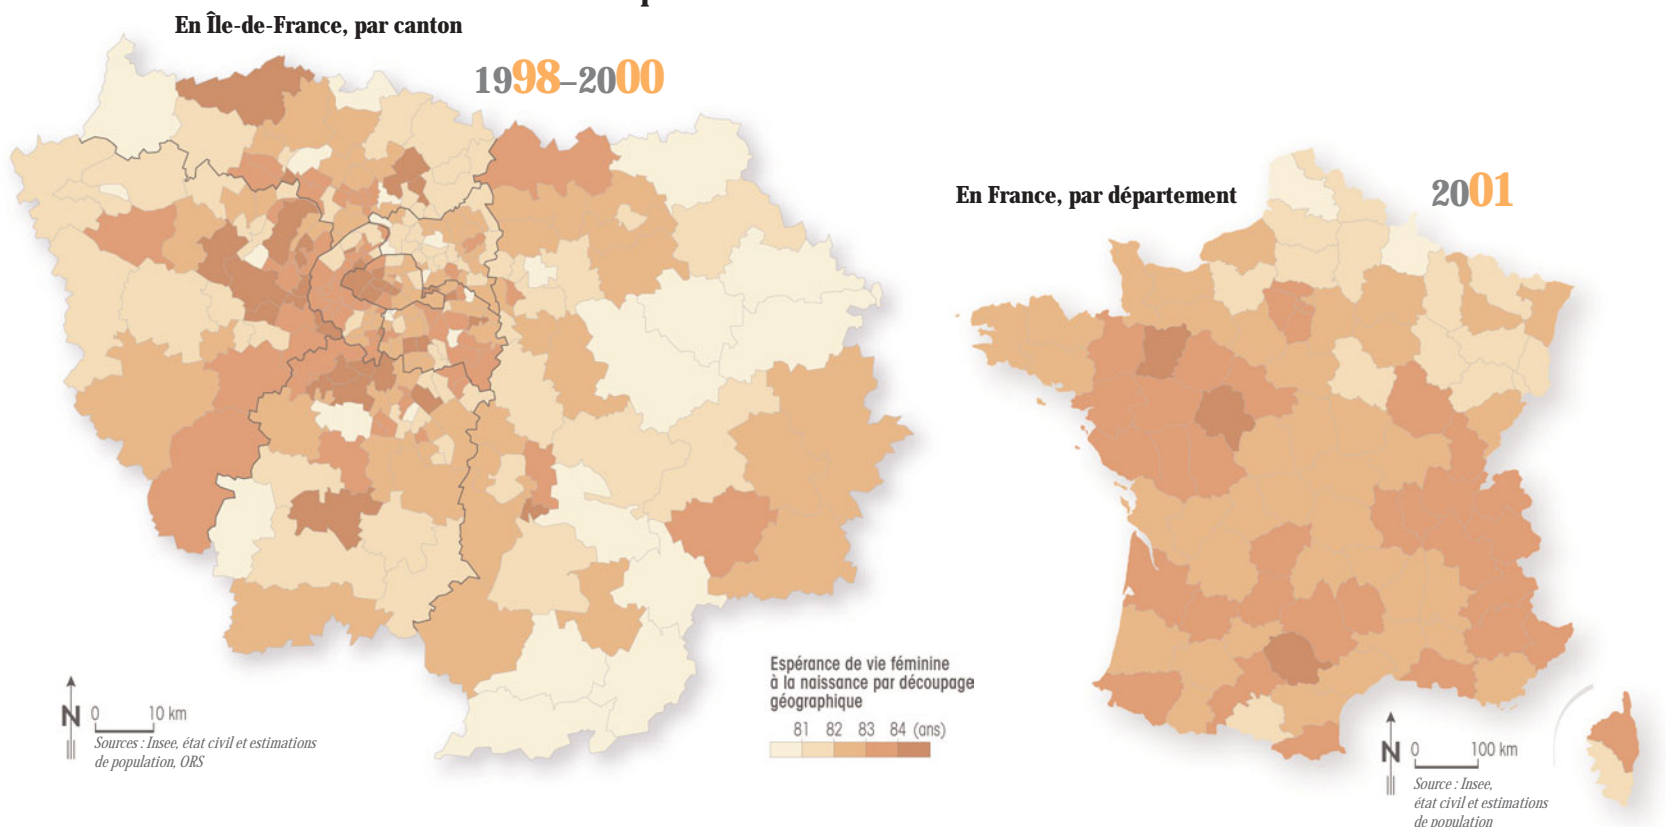 En Île-de-France, par canton
1998–2000
En France, par département
2001
Espérance de vie féminine
à la naissance par découpage
géographique
81 82 83 84 (ans)
N 0 10 km
Sources : Insee, état civil et estimations
de population, ORS
N 0 100 km
Source : Insee,
état civil et estimations
de population